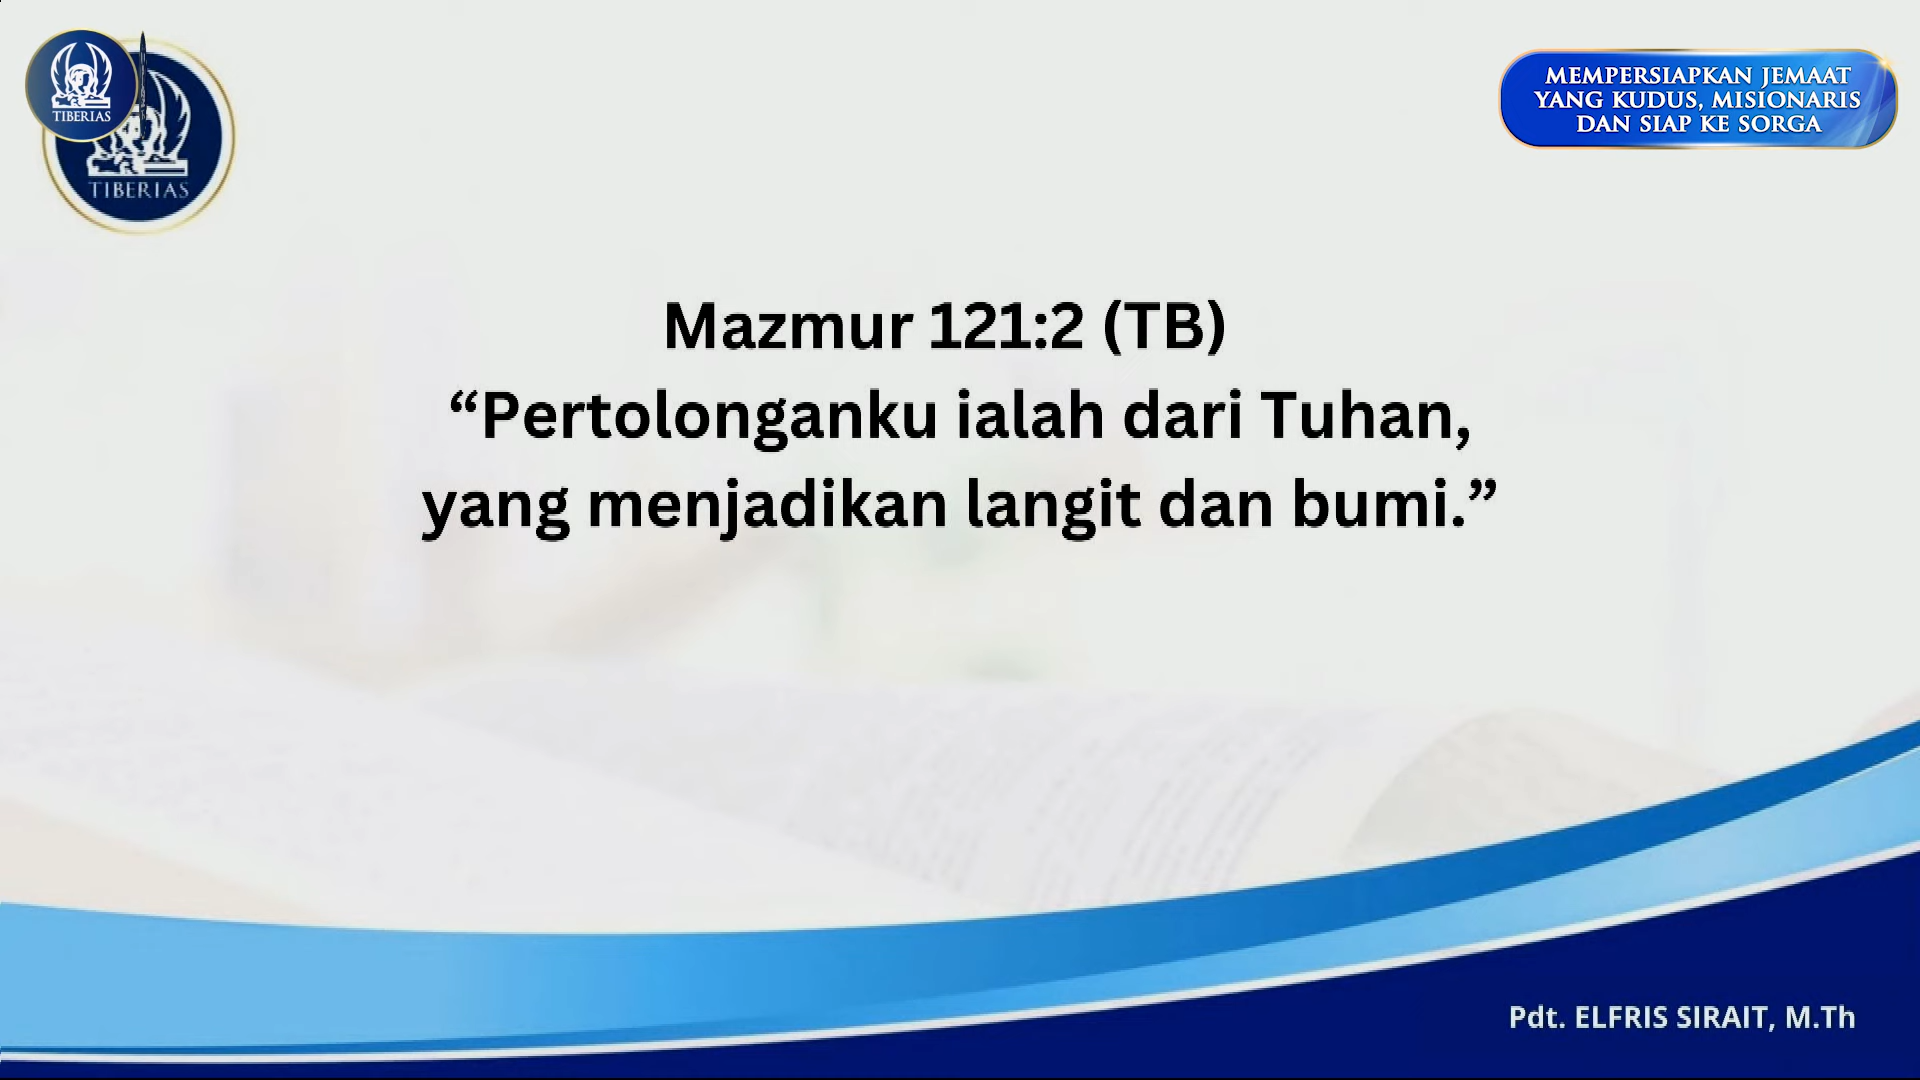 TIBERIAS
TIBERIAS
MEMPERSIAPKAN JEMAAT
YANG KUDUS, MISIONARIS
DAN SIAP KE SORGA
Mazmur 121:2 (TB)
“Pertolonganku ialah dari Tuhan,
yang menjadikan langit dan bumi.”
Pdt. ELFRIS SIRAIT, M.Th